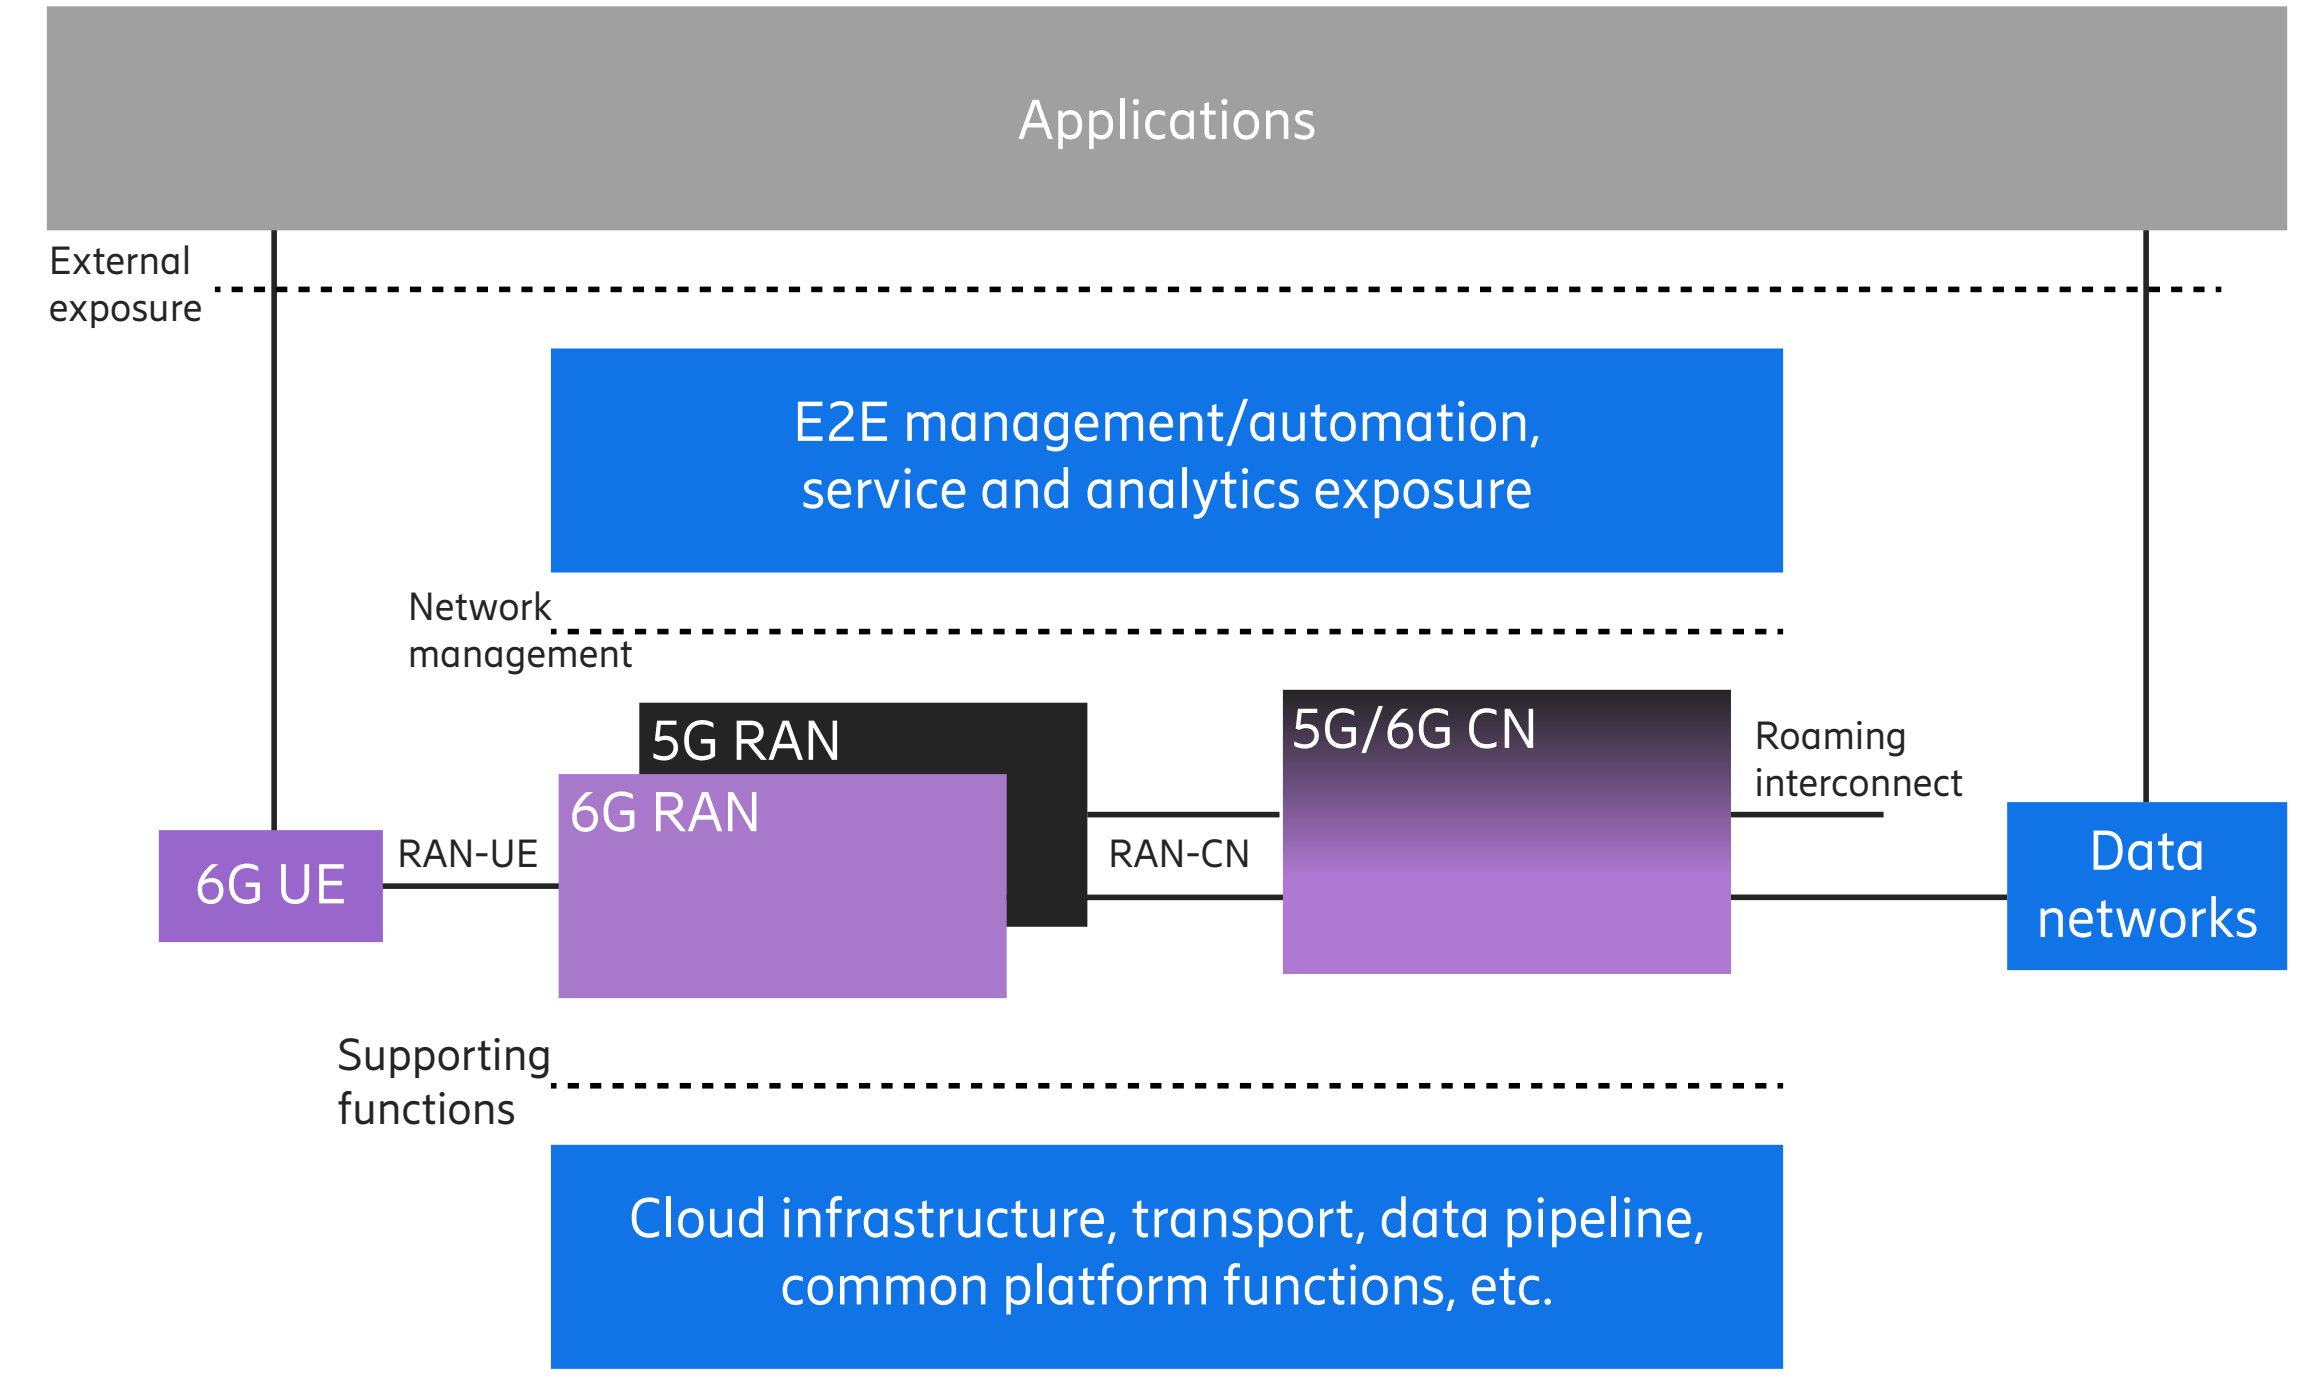 Applications
External
exposure
E2E management/automation,
service and analytics exposure
Network
management
5G RAN
6G RAN
5G/6G CN
Roaming
interconnect
6G UE
RAN-UE
RAN-CN
Data
networks
Supporting
functions
Cloud infrastructure, transport, data pipeline,
common platform functions, etc.